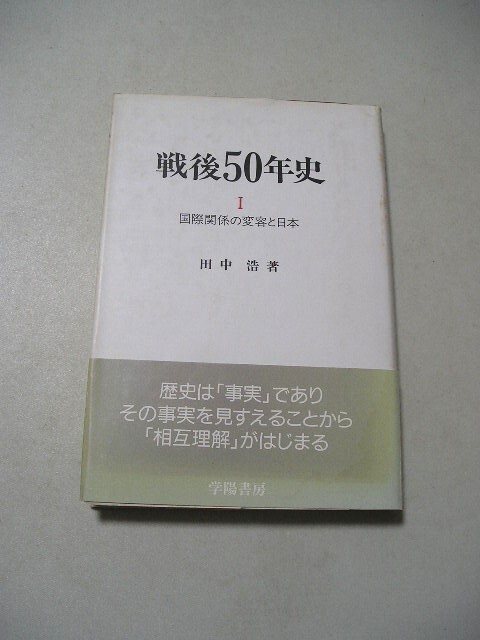 戦後50年史
I
国際関係の変容と日本
田中 浩 著
歴史は「事実」であり
その事実を見すえることから
「相互理解」がはじまる
学陽書房